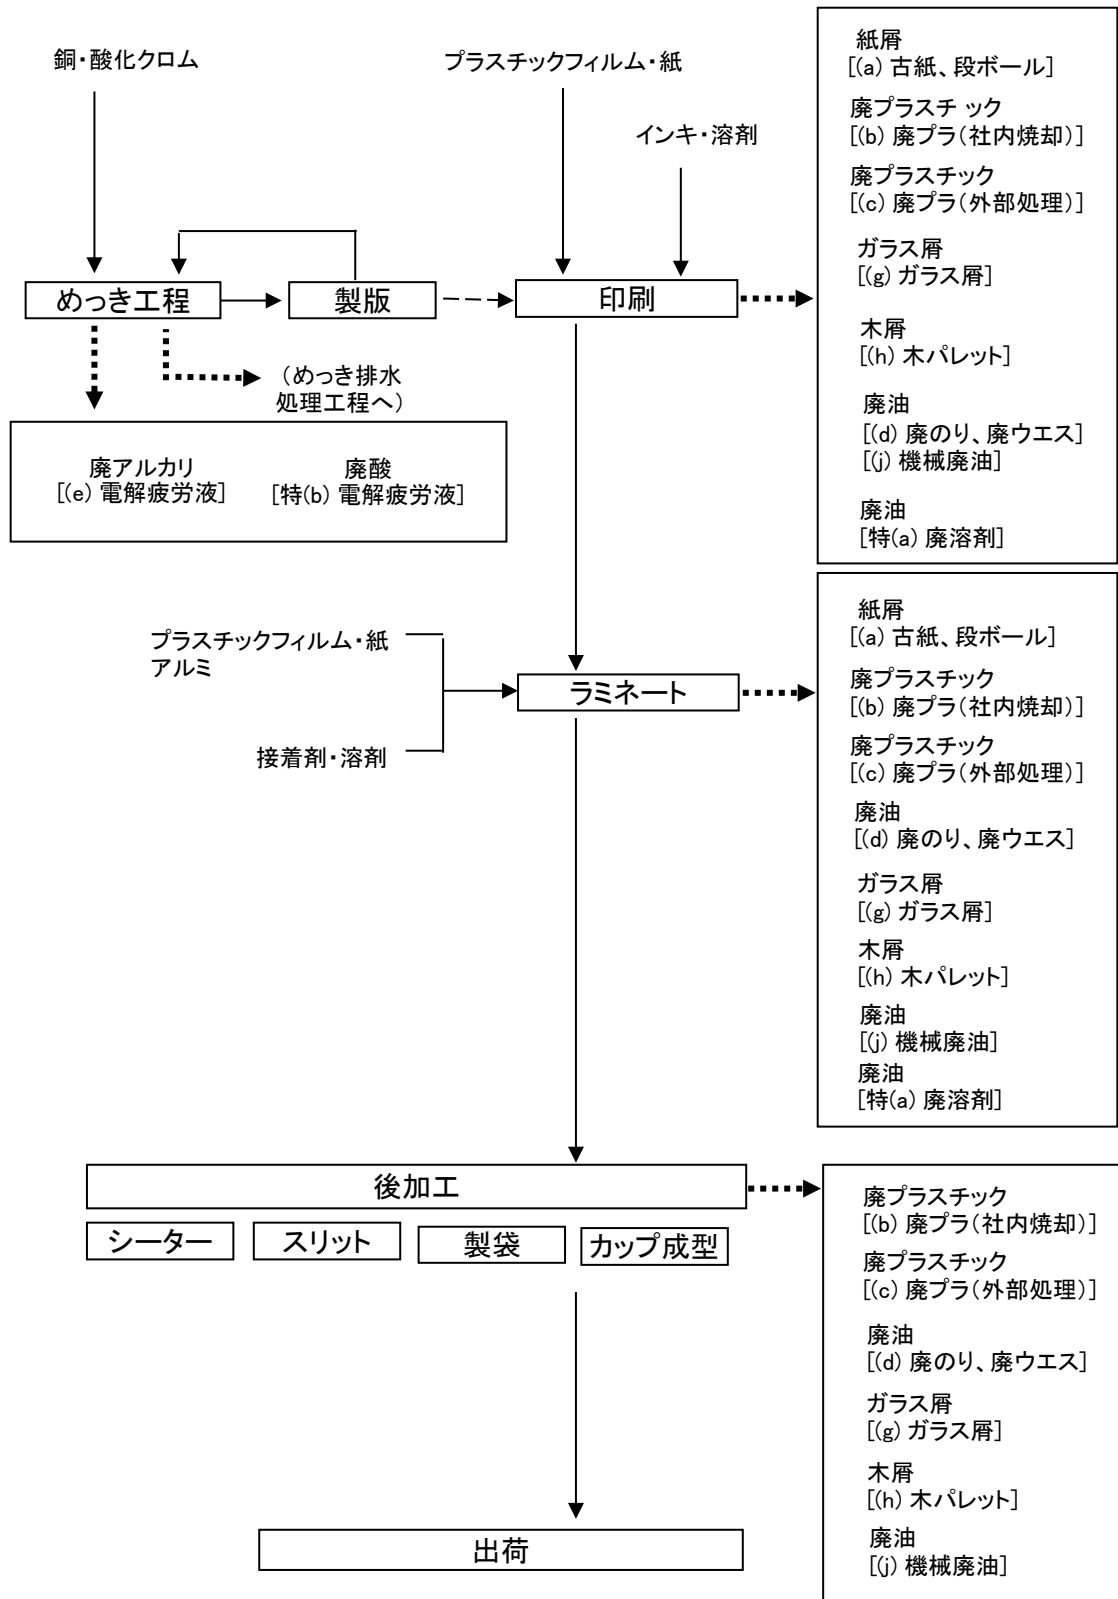 銅・酸化クロム
プラスチックフィルム・紙
インキ・溶剤
めっき工程
製版
印刷
(めっき排水
処理工程へ)
廃アルカリ
[(e) 電解疲労液]
廃酸
[特(b) 電解疲労液]
紙屑
[(a) 古紙、段ボール]
廃プラスチ ック
[(b) 廃プラ(社内焼却)]
廃プラスチック
[(c) 廃プラ(外部処理)]
ガラス屑
[(g) ガラス屑]
木屑
[(h) 木パレット]
廃油
[(d) 廃のり、廃ウエス]
[(j) 機械廃油]
廃油
[特(a) 廃溶剤]
プラスチックフィルム・紙
アルミ
接着剤・溶剤
ラミネート
紙屑
[(a) 古紙、段ボール]
廃プラスチック
[(b) 廃プラ(社内焼却)]
廃プラスチック
[(c) 廃プラ(外部処理)]
廃油
[(d) 廃のり、廃ウエス]
ガラス屑
[(g) ガラス屑]
木屑
[(h) 木パレット]
廃油
[(j) 機械廃油]
廃油
[特(a) 廃溶剤]
後加工
シーター
スリット
製袋
カップ成型
廃プラスチック
[(b) 廃プラ(社内焼却)]
廃プラスチック
[(c) 廃プラ(外部処理)]
廃油
[(d) 廃のり、廃ウエス]
ガラス屑
[(g) ガラス屑]
木屑
[(h) 木パレット]
廃油
[(j) 機械廃油]
出荷